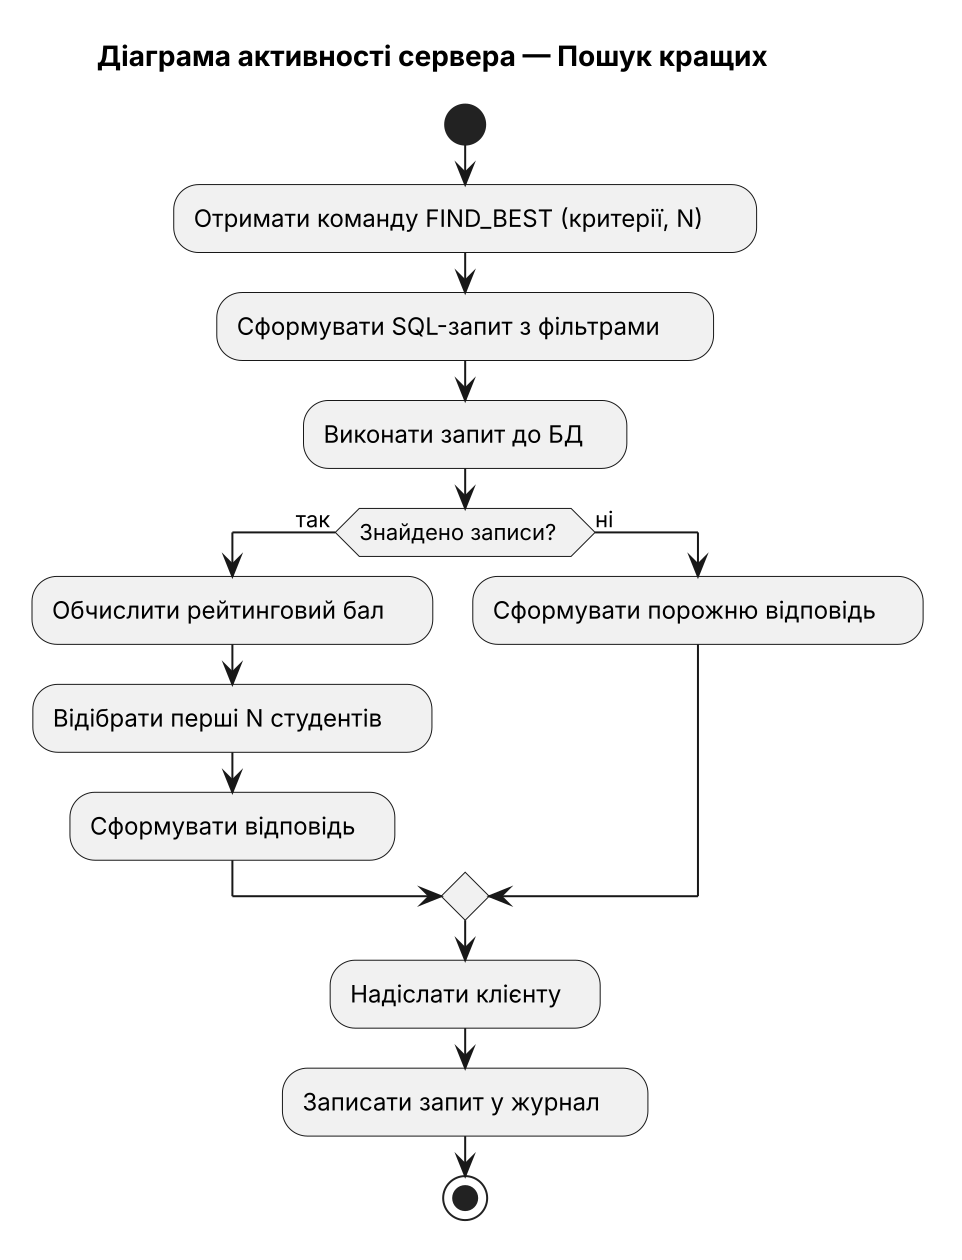 Діаграма активності сервера — Пошук кращих
Отримати команду FIND_BEST (критерії, N)
Сформувати SQL-запит з фільтрами
Виконати запит до БД
так
Знайдено записи?
ні
Обчислити рейтинговий бал
Сформувати порожню відповідь
Відібрати перші N студентів
Сформувати відповідь
Надіслати клієнту
Записати запит у журнал